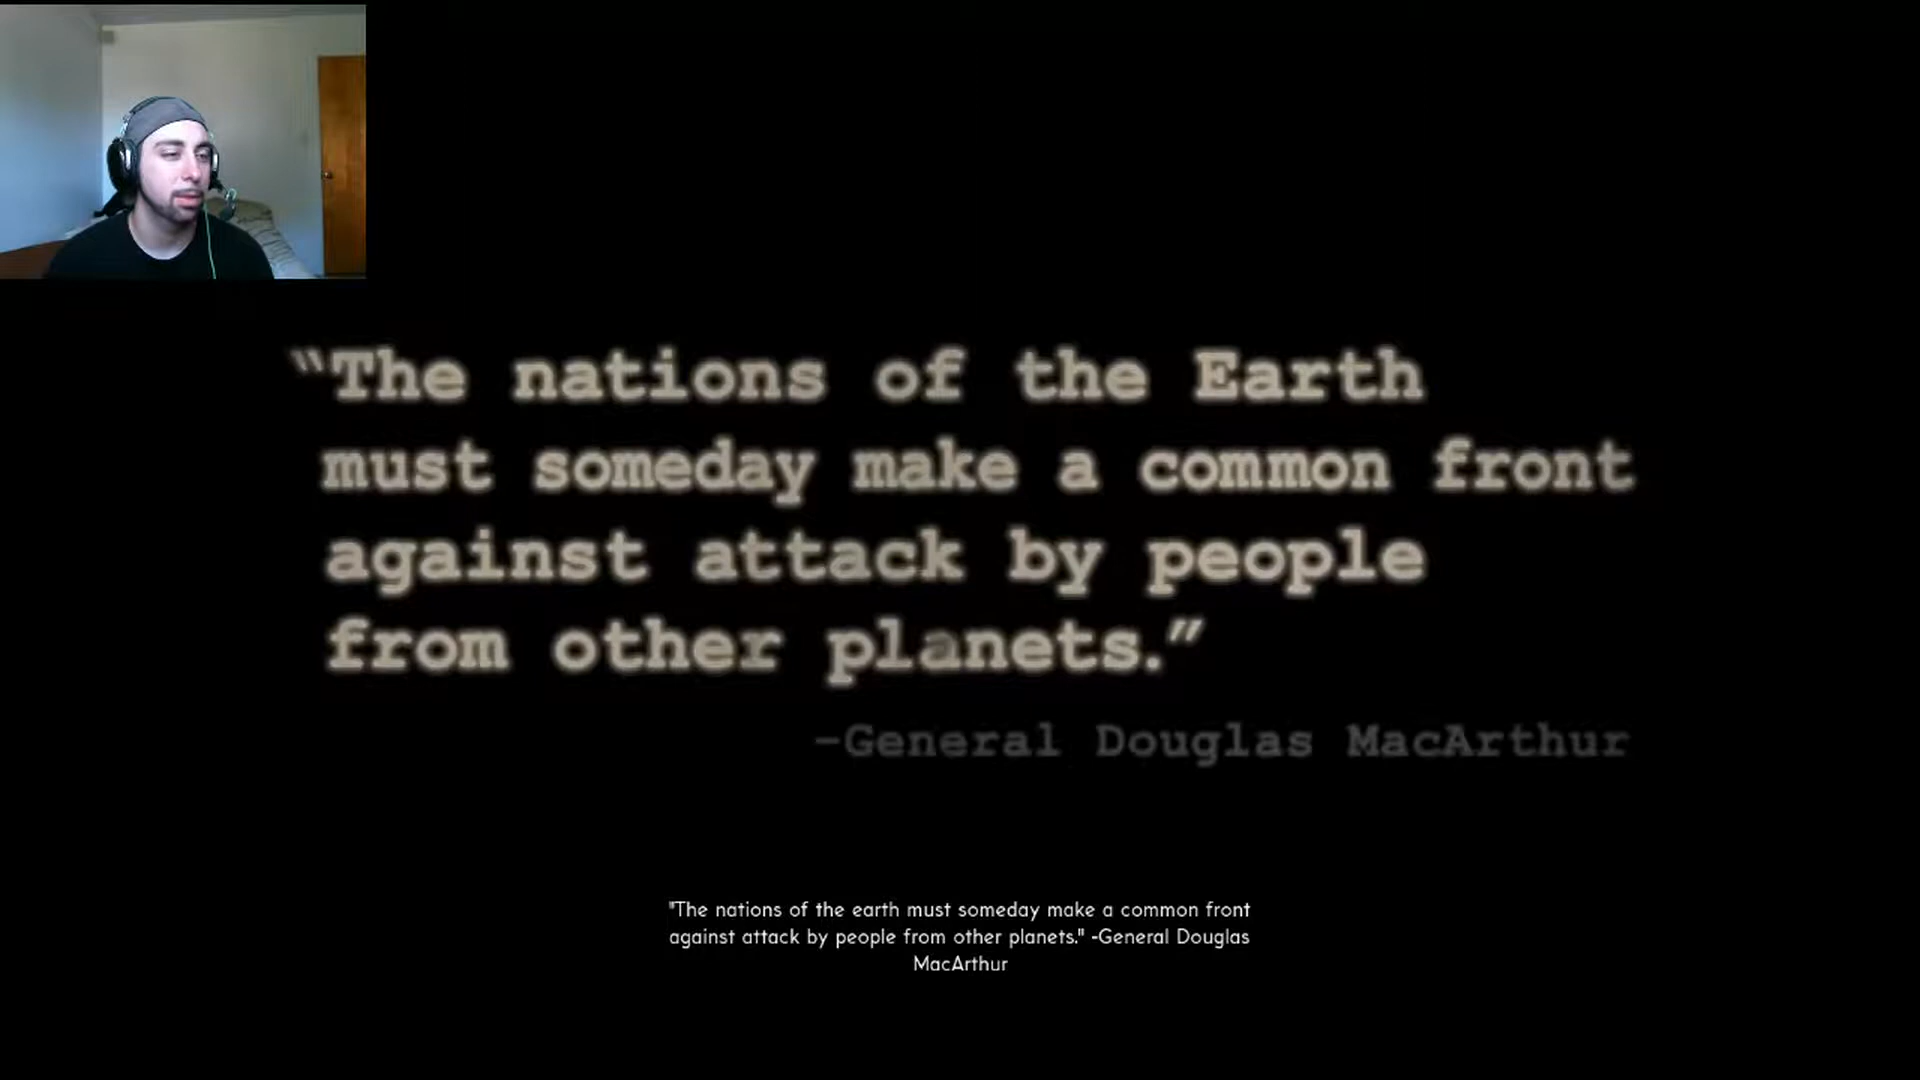 “The nations of the Earth
must someday make a common front
against attack by people
from other planets.”
-General Douglas MacArthur
"The nations of the earth must someday make a common front
against attack by people from other planets." -General Douglas
MacArthur